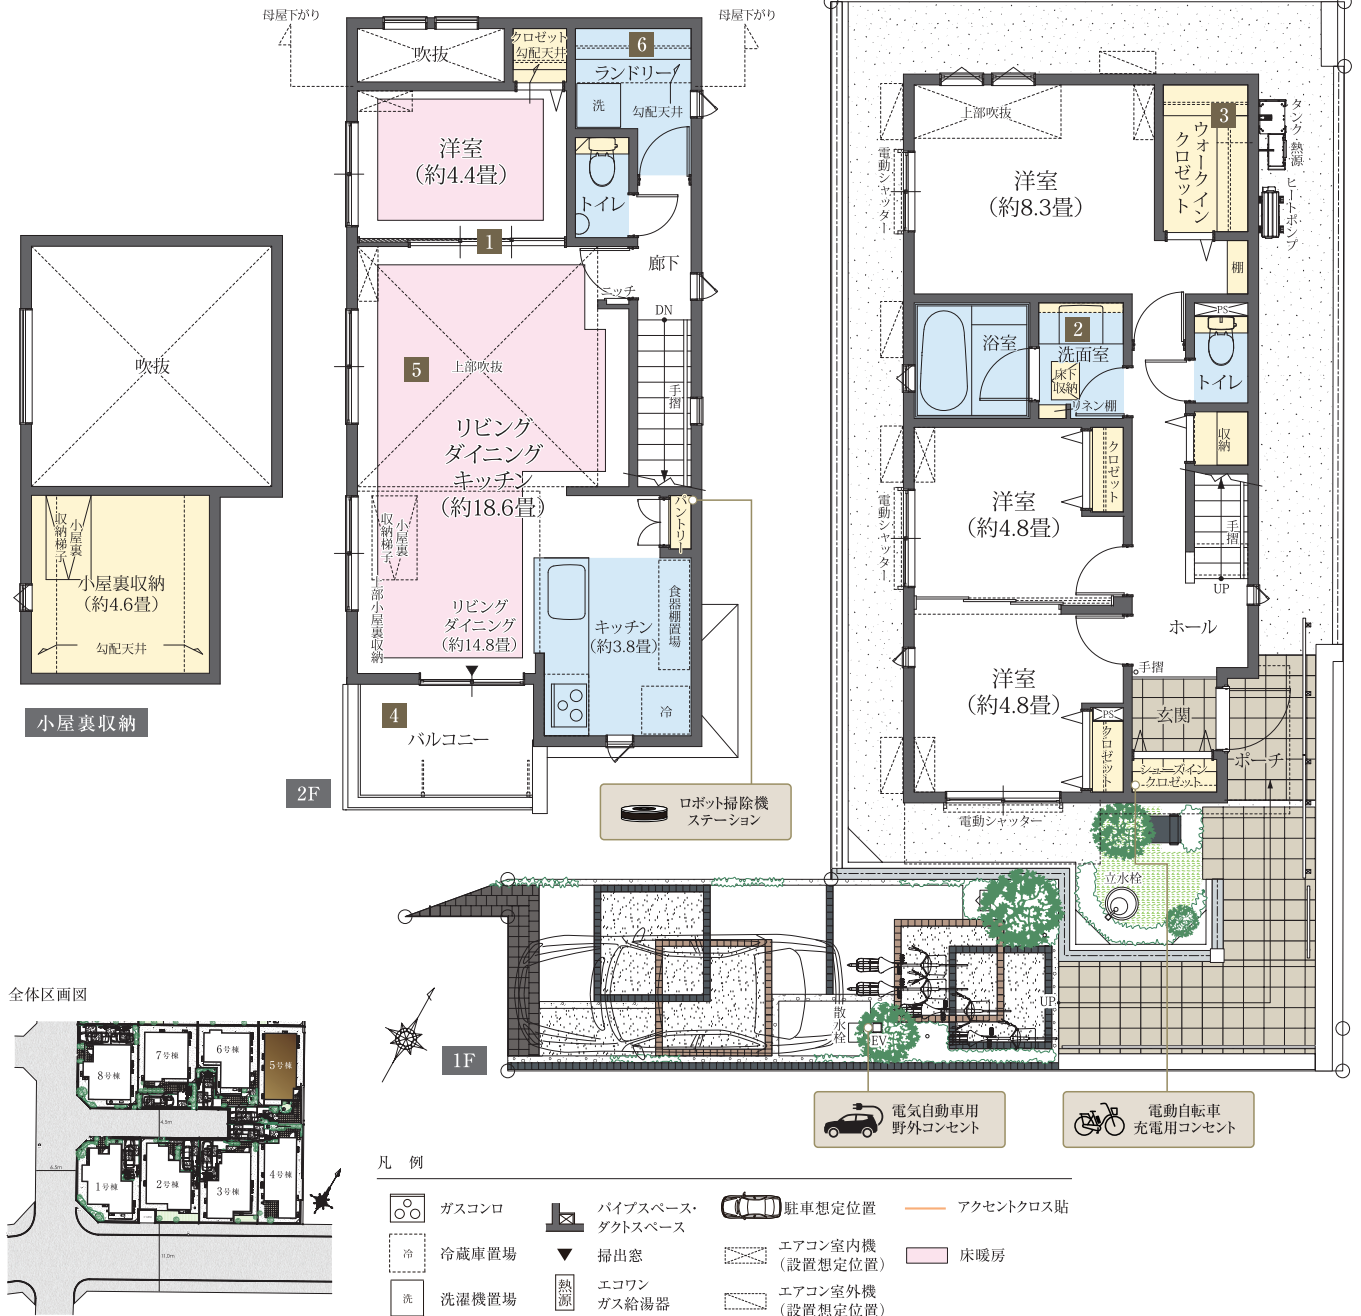 母屋下がり
母屋下がり
吹抜
クロゼット
勾配天井
6
ランドリー
洗
勾配天井
洋室
(約4.4畳)
トイレ
1
廊下
ニッチ
DN
手摺
5
上部吹抜
リビング
ダイニング
キッチン
(約18.6畳)
パントリー
小屋裏
収納梯子
上部小屋裏収納
リビング
ダイニング
(約14.8畳)
キッチン
(約3.8畳)
食器棚置場
冷
4
バルコニー
2F
吹抜
小屋裏
収納梯子
小屋裏収納
(約4.6畳)
勾配天井
小屋裏収納
ロボット掃除機
ステーション
上部吹抜
3
ウォークイン
クロゼット
タンク
熱源
ヒートポンプ
電動シャッター
洋室
(約8.3畳)
棚
浴室
2
洗面室
床下
収納
リネン棚
PS
トイレ
収納
クロゼット
洋室
(約4.8畳)
電動シャッター
手摺
UP
ホール
手摺
洋室
(約4.8畳)
PS
クロゼット
玄関
シューズイン
クロゼット
ポーチ
電動シャッター
立水栓
散水栓
EV
UP
1F
電気自動車用
野外コンセント
電動自転車
充電用コンセント
全体区画図
8号棟
7号棟
6号棟
5号棟
4.5m
6.5m
1号棟
2号棟
3号棟
4号棟
11.0m
凡 例
ガスコンロ
パイプスペース・
ダクトスペース
駐車想定位置
アクセントクロス貼
冷
冷蔵庫置場
掃出窓
エアコン室内機
(設置想定位置)
床暖房
洗
洗濯機置場
熱源
エコワン
ガス給湯器
エアコン室外機
(設置想定位置)